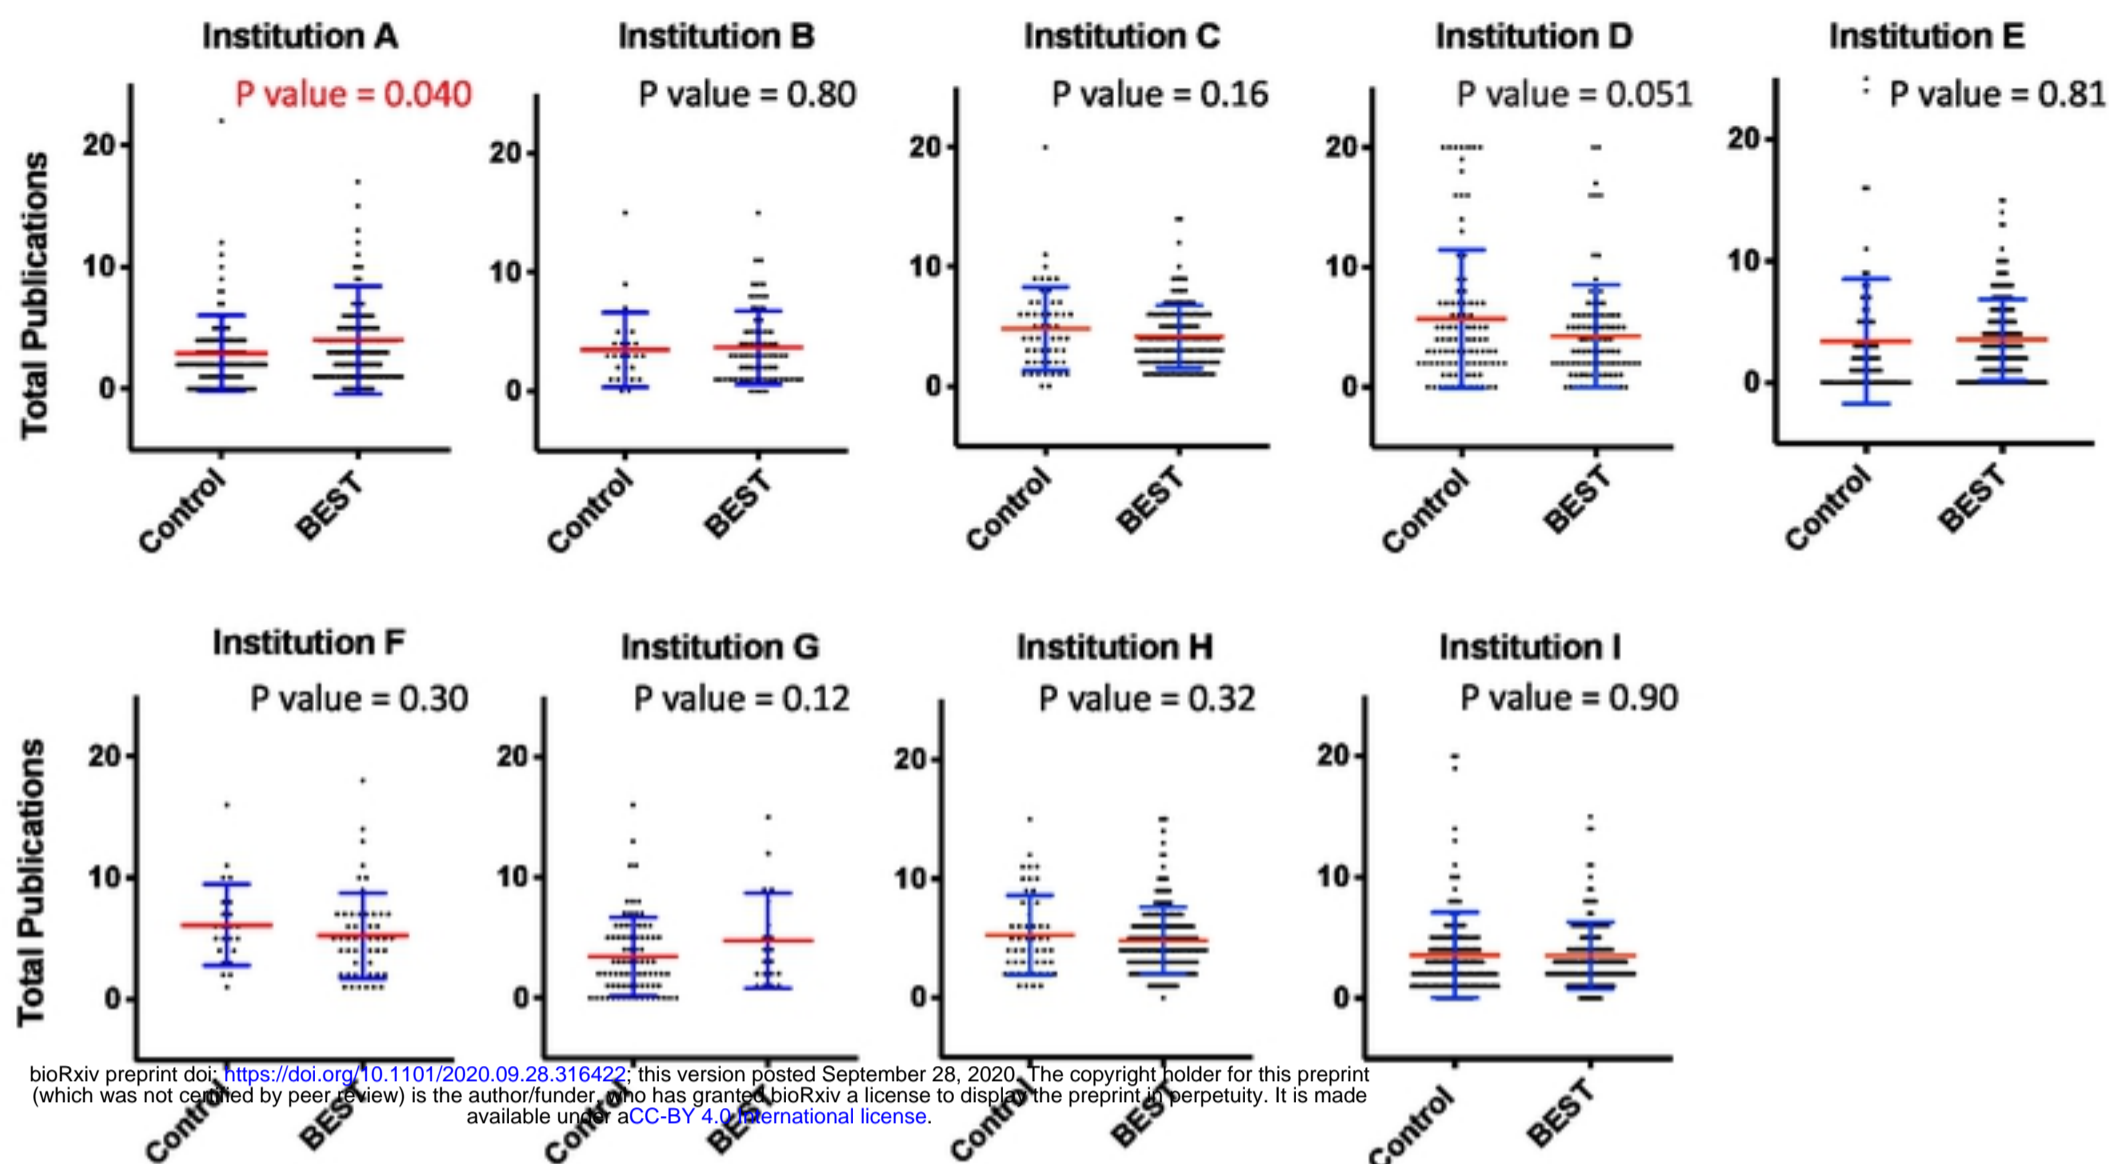 Institution A
Institution B
Institution C
Institution D
Institution E
P value = 0.040
P value = 0.80
P value = 0.16
P value = 0.051
P value = 0.81
Total Publications
20
10
0
20
10
0
20
10
0
20
10
0
20
10
0
Control
BEST
Control
BEST
Control
BEST
Control
BEST
Control
BEST
Institution F
Institution G
Institution H
Institution I
P value = 0.30
P value = 0.12
P value = 0.32
P value = 0.90
Total Publications
20
10
0
20
10
0
20
10
0
20
10
0
Control
BEST
Control
BEST
Control
BEST
Control
BEST
bioRxiv preprint doi: https://doi.org/10.1101/2020.09.28.316422; this version posted September 28, 2020. The copyright holder for this preprint
(which was not certified by peer review) is the author/funder, who has granted bioRxiv a license to display the preprint in perpetuity. It is made
available under aCC-BY 4.0 International license.